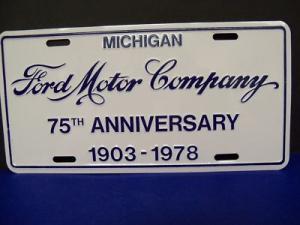 MICHIGAN
Ford Motor Company
75TH ANNIVERSARY
1903-1978